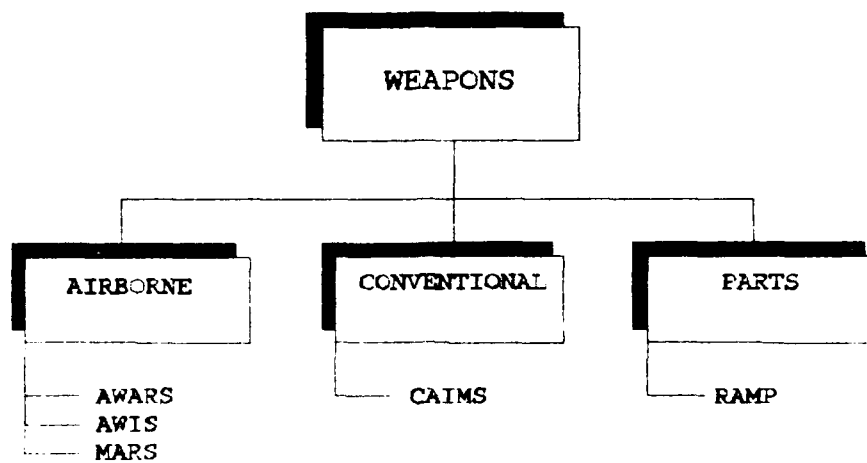 WEAPONS
AIRBORNE
CONVENTIONAL
PARTS
AWARS
AWIS
MARS
CAIMS
RAMP